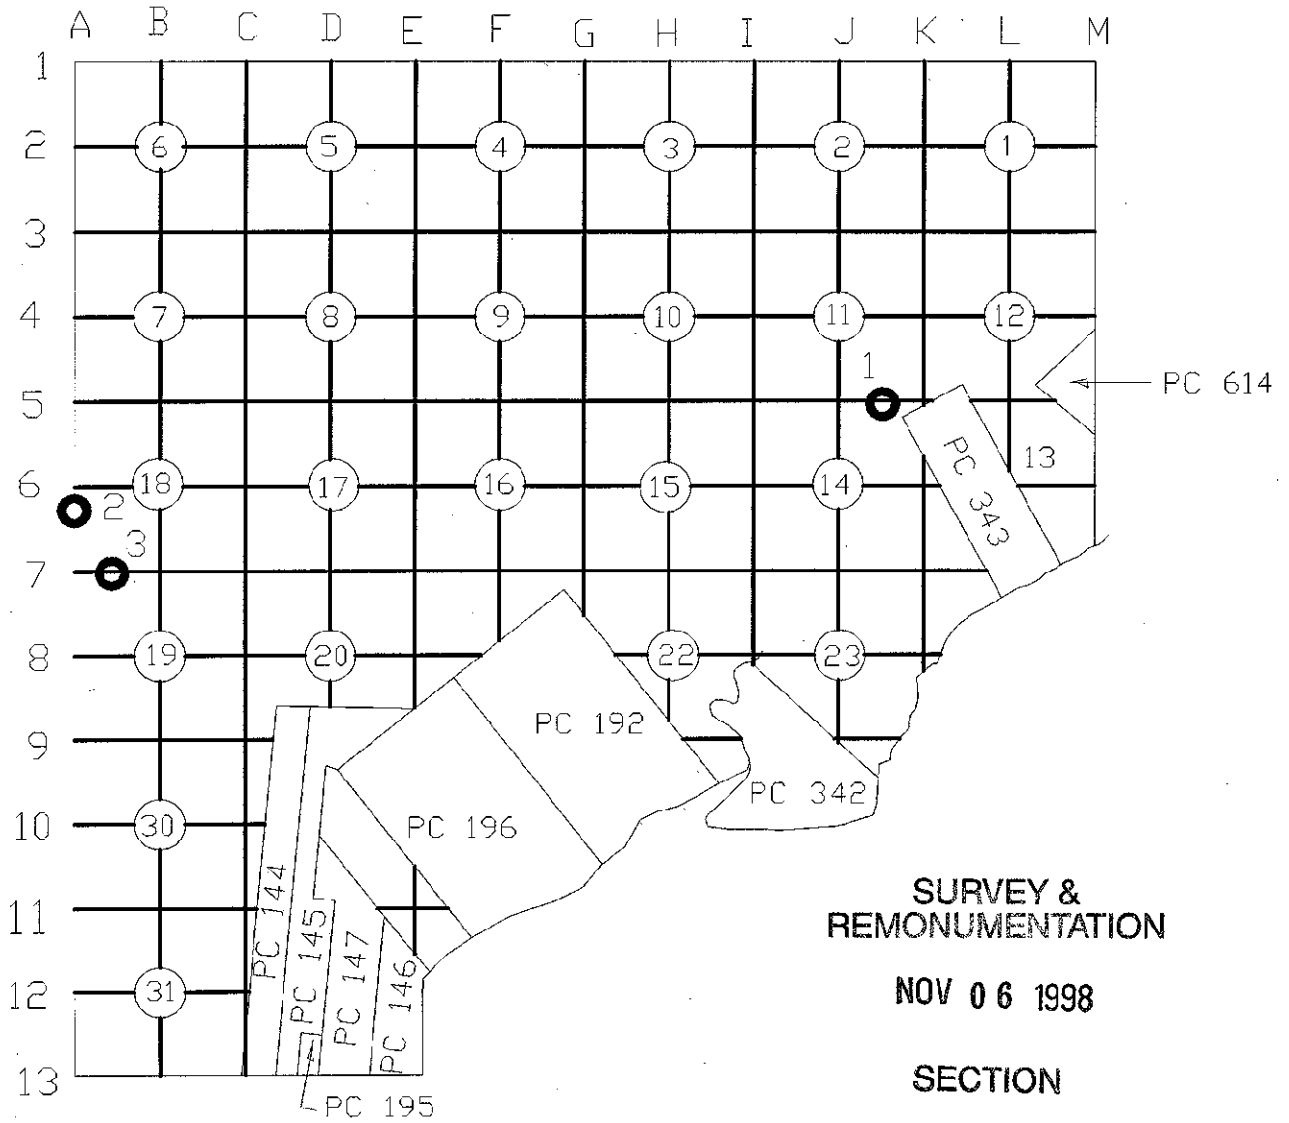 A B C D E F G H I J K L M
1
2 6 5 4 3 2 1
3
4 7 8 9 10 11 12
1
PC 614
5
6 18 17 16 15 14 13
PC 343
2
3
7
8 19 20 22 23
9 PC 192
PC 342
10 30 PC 196
PC 144
11 PC 145
PC 147
PC 146
12 31
13
PC 195
SURVEY &
REMONUMENTATION
NOV 06 1998
SECTION